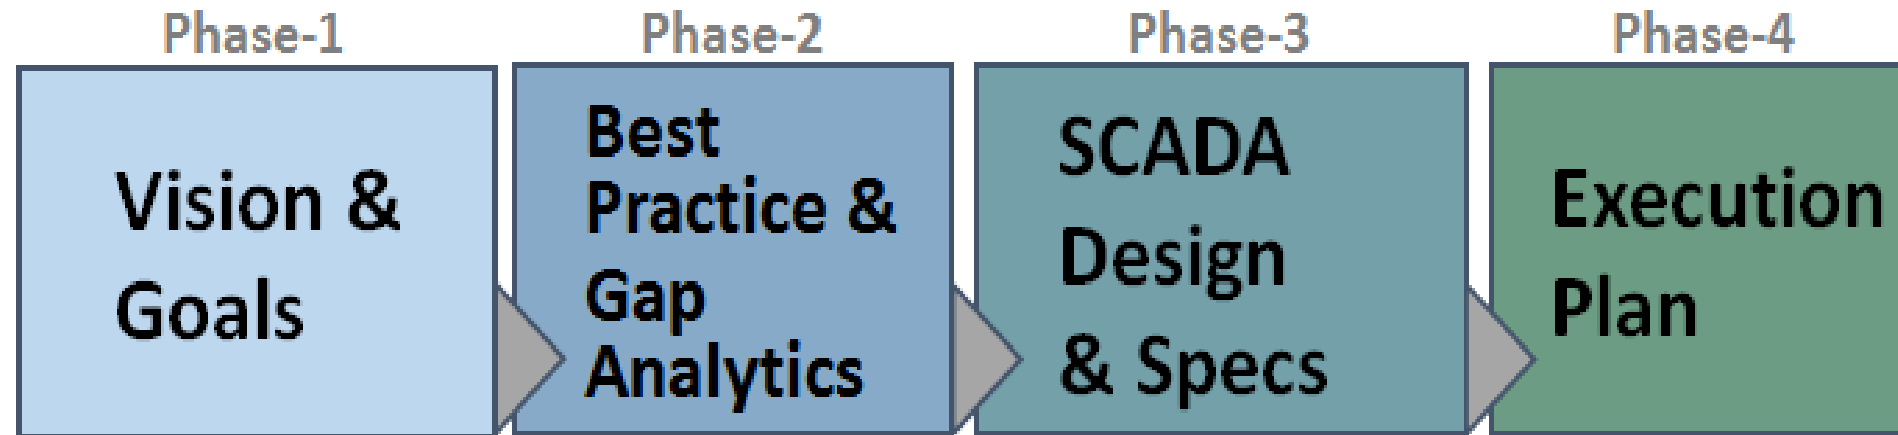 Phase-1
Phase-2
Phase-3
Phase-4
Vision &
Goals
Best
Practice &
Gap
Analytics
SCADA
Design
& Specs
Execution
Plan